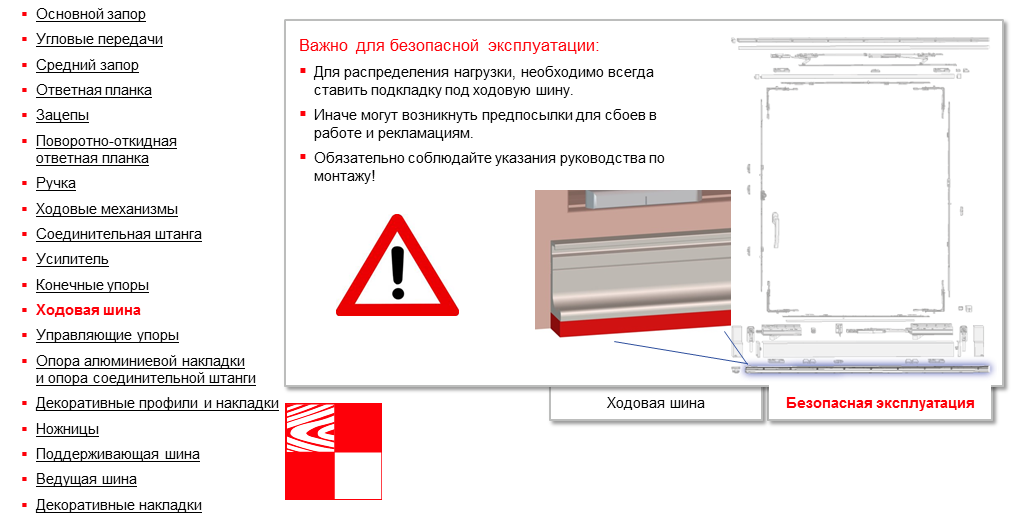 Основной запор
Угловые передачи
Средний запор
Ответная планка
Зацепы
Поворотно-откидная
ответная планка
Ручка
Ходовые механизмы
Соединительная штанга
Усилитель
Конечные упоры
Ходовая шина
Управляющие упоры
Опора алюминиевой накладки
и опора соединительной штанги
Декоративные профили и накладки
Ножницы
Поддерживающая шина
Ведущая шина
Декоративные накладки
Важно для безопасной эксплуатации:
Для распределения нагрузки, необходимо всегда
ставить подкладку под ходовую шину.
Иначе могут возникнуть предпосылки для сбоев в
работе и рекламациям.
Обязательно соблюдайте указания руководства по
монтажу!
Ходовая шина
Безопасная эксплуатация